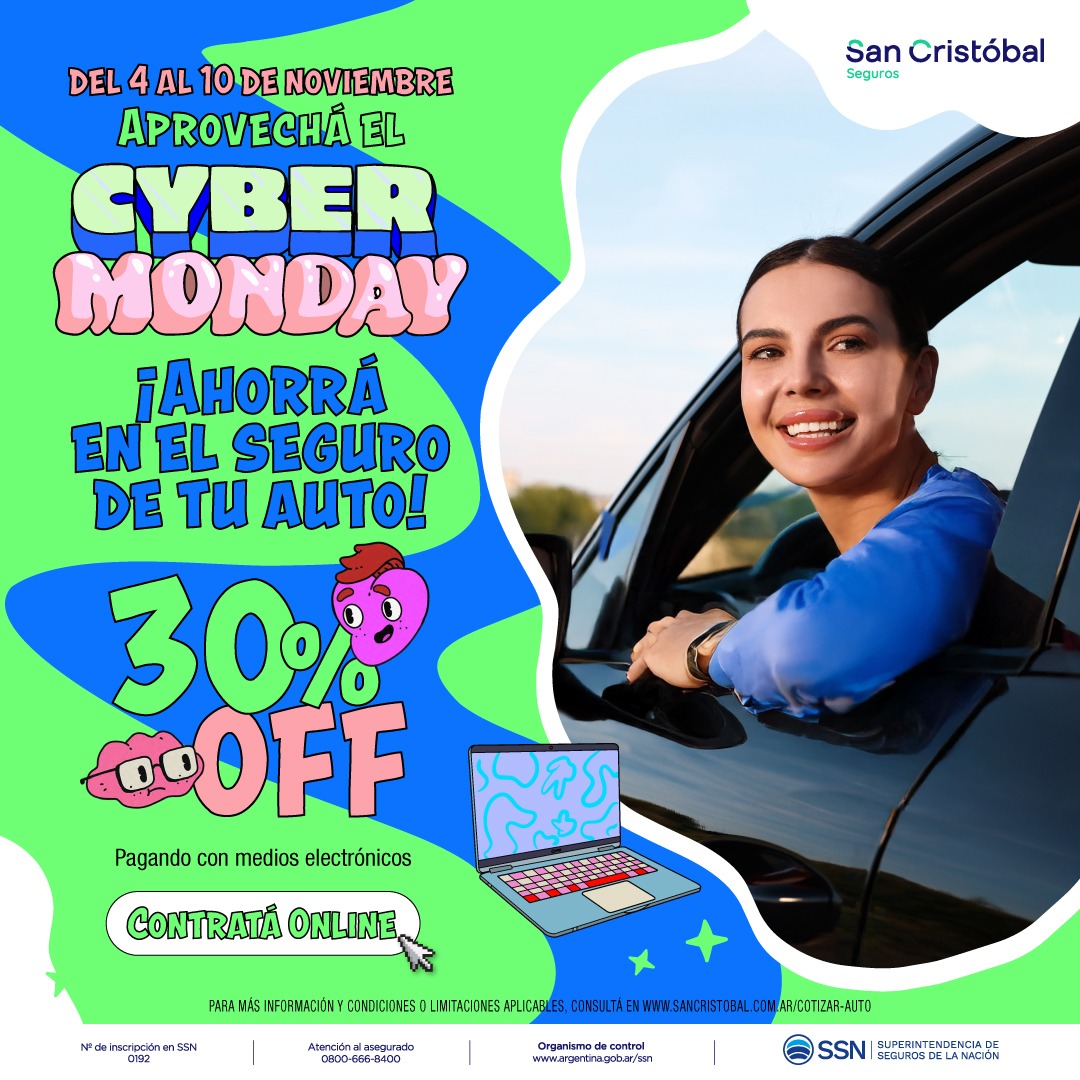 San Cristóbal
Seguros
DEL 4 AL 10 DE NOVIEMBRE
APROVECHÁ EL
CYBER
MONDAY
¡AHORRÁ
EN EL SEGURO
DE TU AUTO!
30%
OFF
Pagando con medios electrónicos
CONTRATÁ ONLINE
PARA MÁS INFORMACIÓN Y CONDICIONES O LIMITACIONES APLICABLES, CONSULTÁ EN WWW.SANCRISTOBAL.COM.AR/COTIZAR-AUTO
Nº de inscripción en SSN
0192
Atención al asegurado
0800-666-8400
Organismo de control
www.argentina.gob.ar/ssn
SSN
SUPERINTENDENCIA DE
SEGUROS DE LA NACIÓN